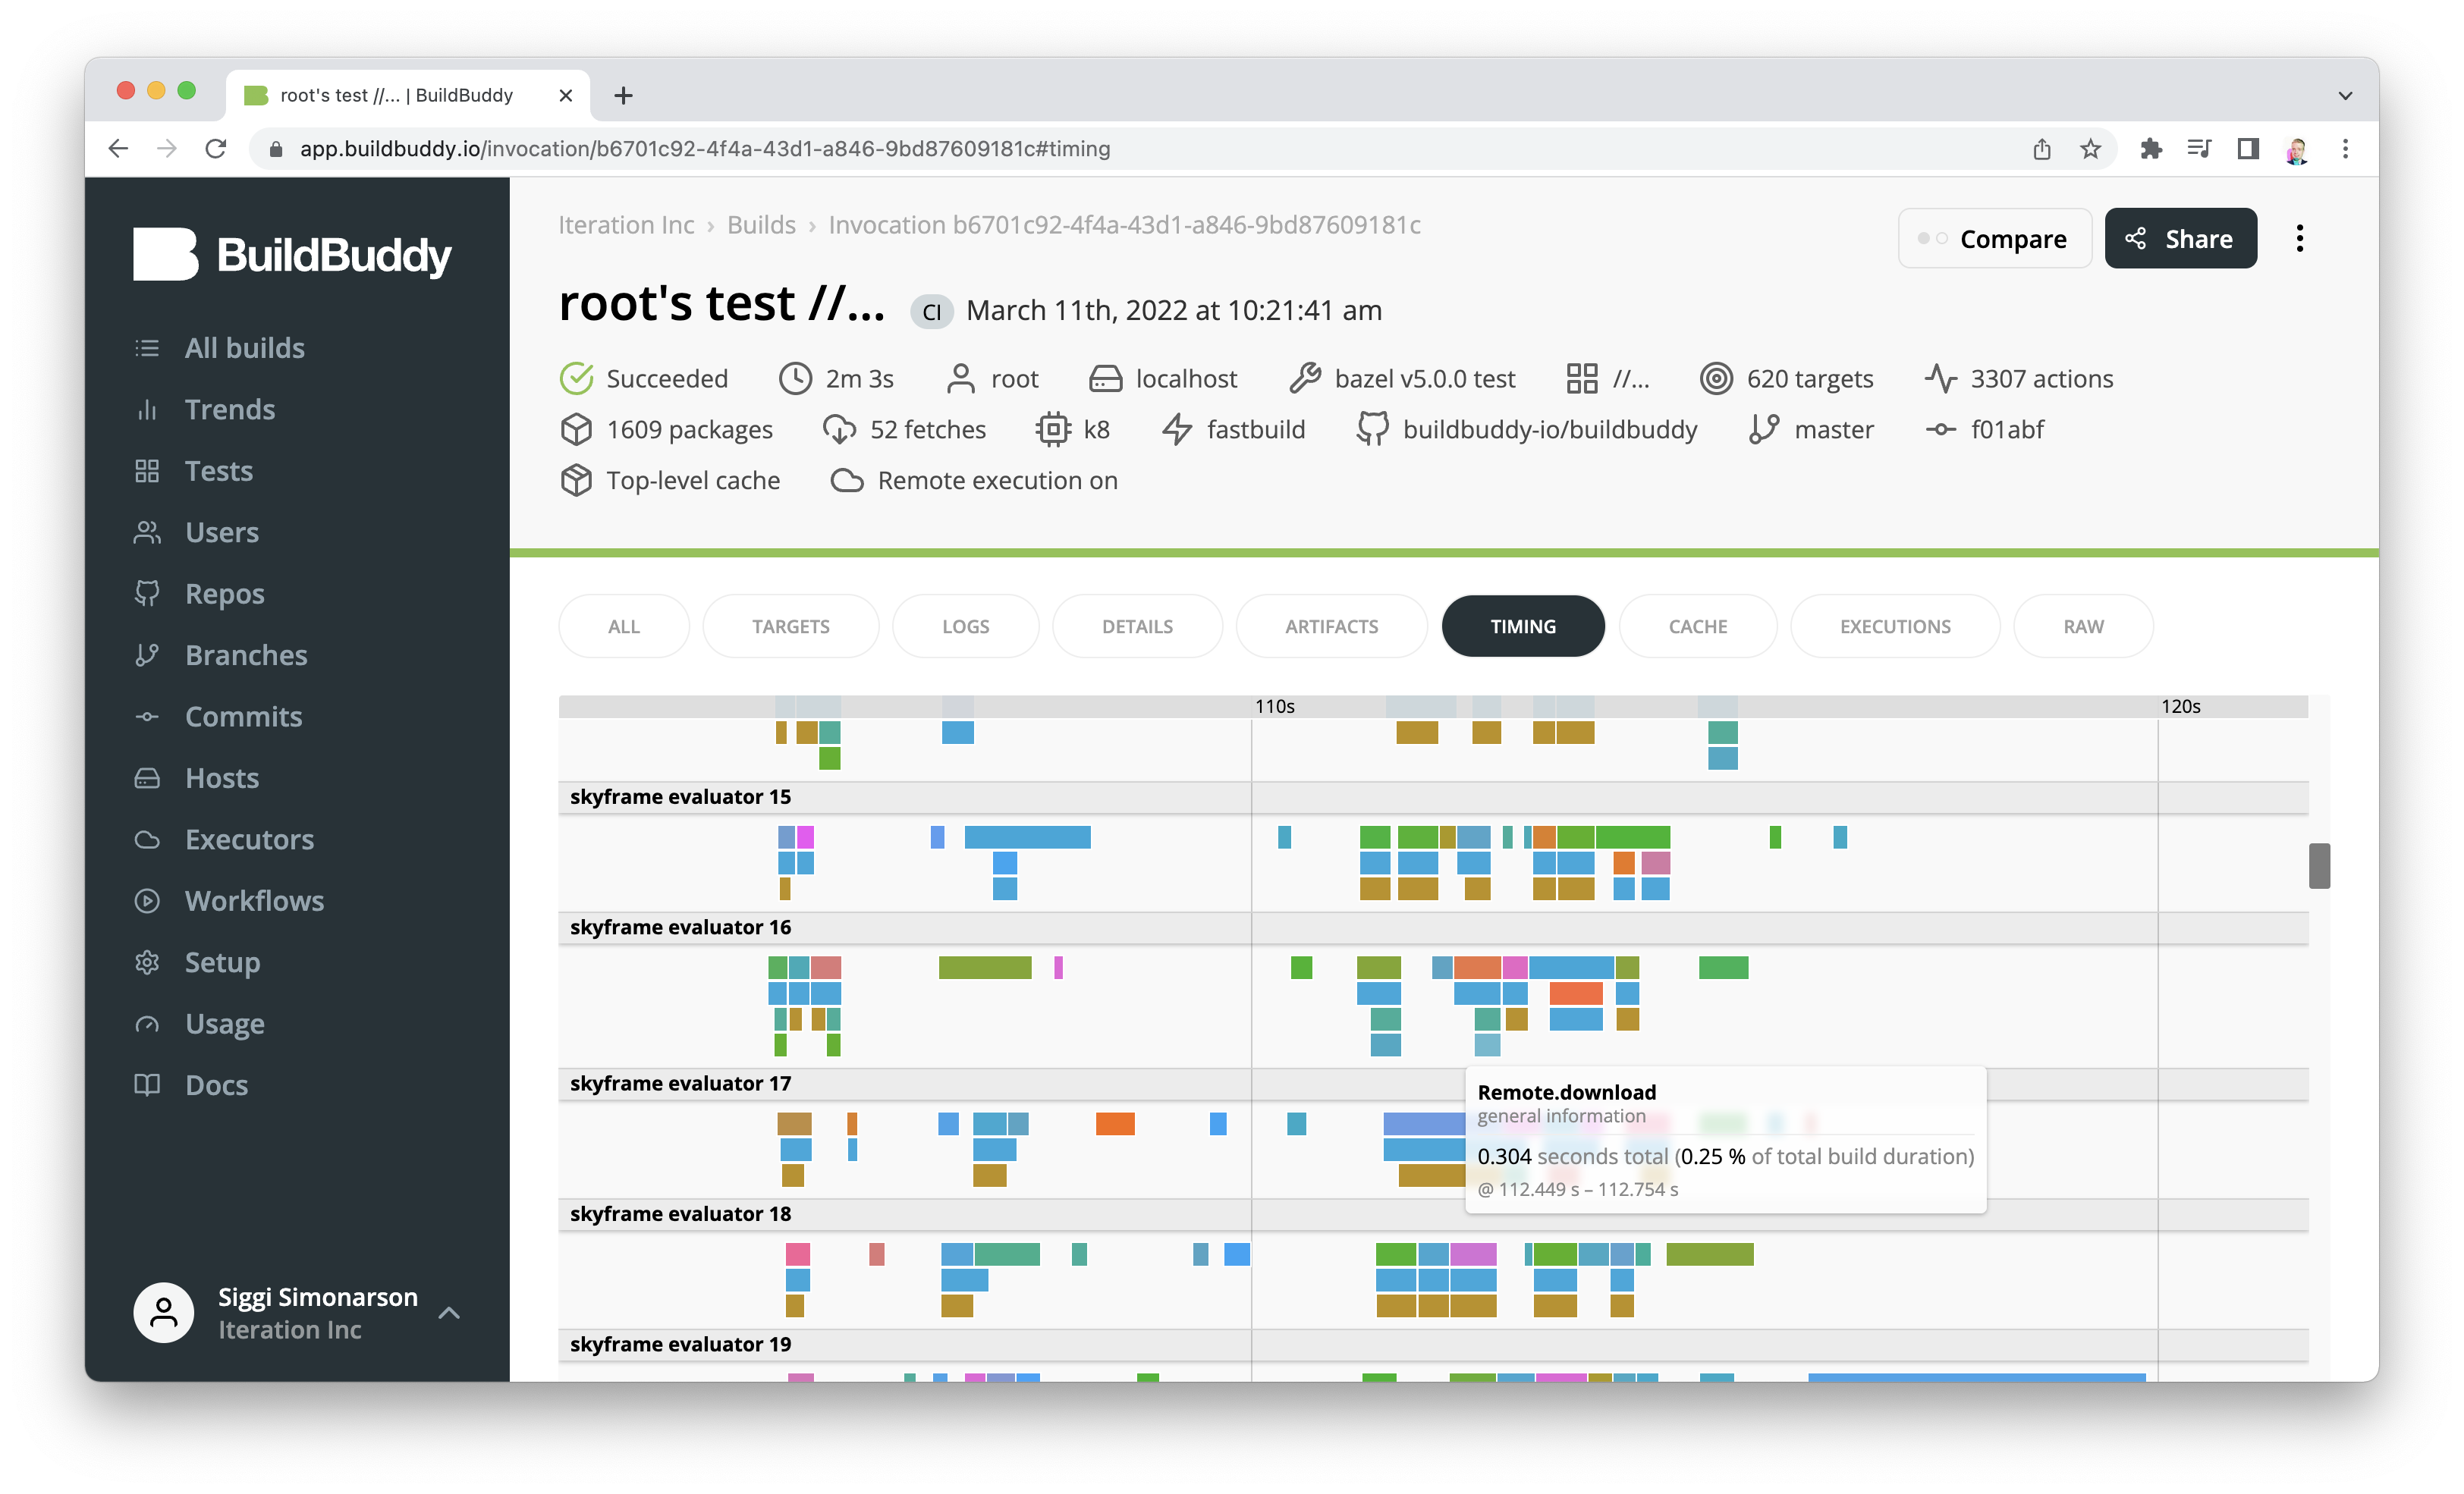 root's test //... | BuildBuddy
app.buildbuddy.io/invocation/b6701c92-4f4a-43d1-a846-9bd87609181c#timing
BuildBuddy
All builds
Trends
Tests
Users
Repos
Branches
Commits
Hosts
Executors
Workflows
Setup
Usage
Docs
Siggi Simonarson
Iteration Inc
Iteration Inc › Builds › Invocation b6701c92-4f4a-43d1-a846-9bd87609181c
Compare
Share
root's test //... CI March 11th, 2022 at 10:21:41 am
Succeeded 2m 3s root localhost bazel v5.0.0 test //... 620 targets 3307 actions
1609 packages 52 fetches k8 fastbuild buildbuddy-io/buildbuddy master f01abf
Top-level cache Remote execution on
ALL TARGETS LOGS DETAILS ARTIFACTS TIMING CACHE EXECUTIONS RAW
110s 120s
skyframe evaluator 15
skyframe evaluator 16
skyframe evaluator 17
Remote.download
general information
0.304 seconds total (0.25 % of total build duration)
@ 112.449 s – 112.754 s
skyframe evaluator 18
skyframe evaluator 19